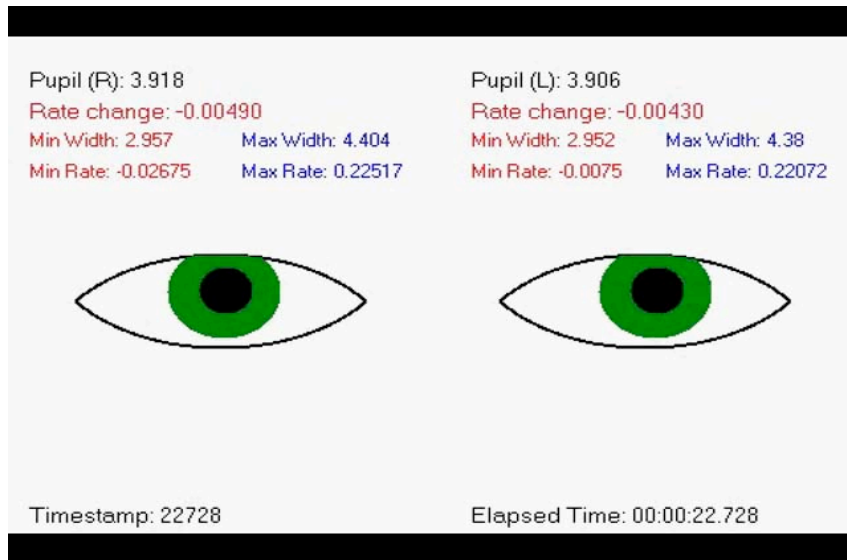 Pupil (R): 3.918
Rate change: -0.00490
Min Width: 2.957 Max Width: 4.404
Min Rate: -0.02675 Max Rate: 0.22517
Pupil (L): 3.906
Rate change: -0.00430
Min Width: 2.952 Max Width: 4.38
Min Rate: -0.0075 Max Rate: 0.22072
Timestamp: 22728
Elapsed Time: 00:00:22.728